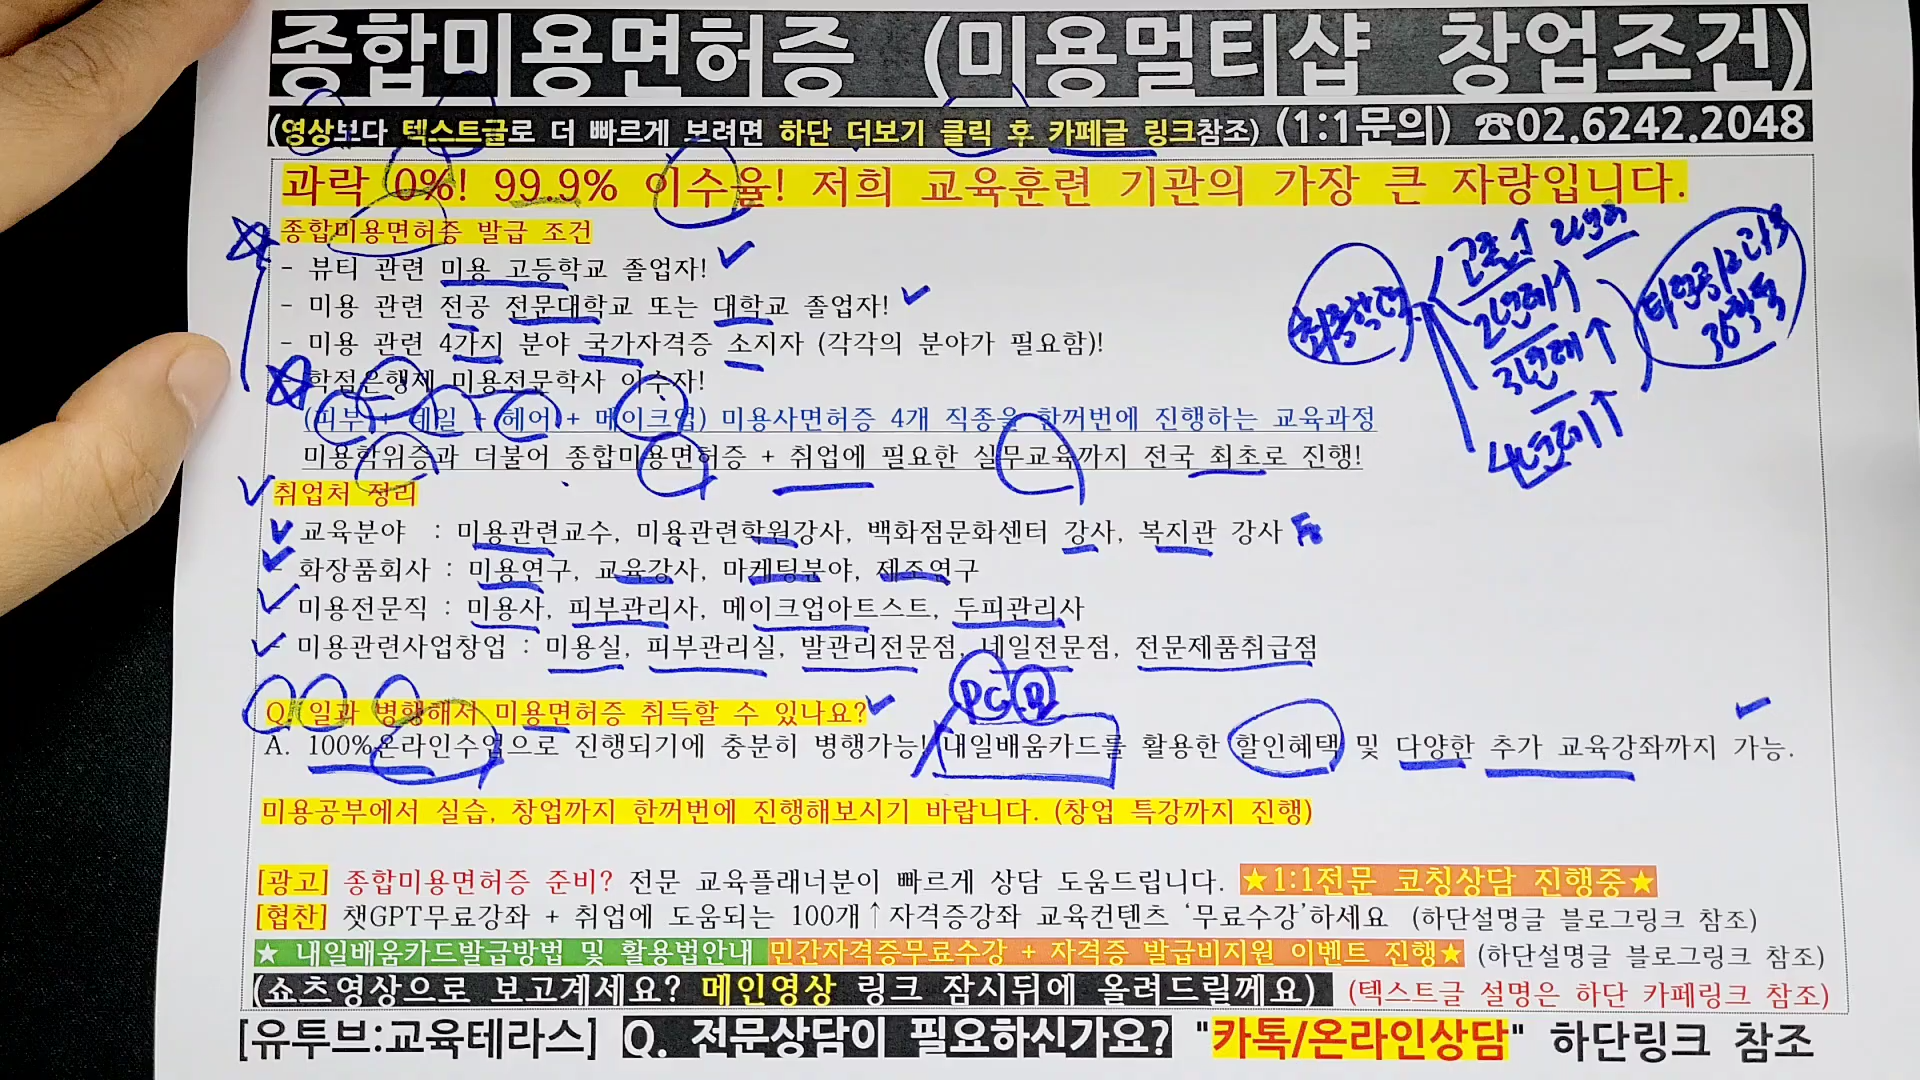 종합미용면허증 (미용멀티샵 창업조건)
(영상보다 텍스트글로 더 빠르게 보려면 하단 더보기 클릭 후 카페글 링크참조) (1:1문의) ☎02.6242.2048
과락 0%! 99.9% 이수율! 저희 교육훈련 기관의 가장 큰 자랑입니다.
종합미용면허증 발급 조건
- 뷰티 관련 미용 고등학교 졸업자!
- 미용 관련 전공 전문대학교 또는 대학교 졸업자!
- 미용 관련 4가지 분야 국가자격증 소지자 (각각의 분야가 필요함)!
- 학점은행제 미용전문학사 이수자!
(피부 + 네일 + 헤어 + 메이크업) 미용사면허증 4개 직종을 한꺼번에 진행하는 교육과정
미용학위증과 더불어 종합미용면허증 + 취업에 필요한 실무교육까지 전국 최초로 진행!
최종학력
고졸↑ 2년제
2년제↑
3년제↑
4년제↑
타전공
36학점
취업처 정리
- 교육분야 : 미용관련교수, 미용관련학원강사, 백화점문화센터 강사, 복지관 강사 등
- 화장품회사 : 미용연구, 교육강사, 마케팅분야, 제조연구
- 미용전문직 : 미용사, 피부관리사, 메이크업아트스트, 두피관리사
- 미용관련사업창업 : 미용실, 피부관리실, 발관리전문점, 네일전문점, 전문제품취급점
PC
Q. 일과 병행해서 미용면허증 취득할 수 있나요?
A. 100%온라인수업으로 진행되기에 충분히 병행가능! 내일배움카드를 활용한 할인혜택 및 다양한 추가 교육강좌까지 가능.
미용공부에서 실습, 창업까지 한꺼번에 진행해보시기 바랍니다. (창업 특강까지 진행)
[광고] 종합미용면허증 준비? 전문 교육플래너분이 빠르게 상담 도움드립니다. ★1:1전문 코칭상담 진행중★
[협찬] 챗GPT무료강좌 + 취업에 도움되는 100개↑자격증강좌 교육컨텐츠 ‘무료수강’하세요 (하단설명글 블로그링크 참조)
★ 내일배움카드발급방법 및 활용법안내 민간자격증무료수강 + 자격증 발급비지원 이벤트 진행★ (하단설명글 블로그링크 참조)
(쇼츠영상으로 보고계세요? 메인영상 링크 잠시뒤에 올려드릴께요) (텍스트글 설명은 하단 카페링크 참조)
[유투브:교육테라스] Q. 전문상담이 필요하신가요? "카톡/온라인상담" 하단링크 참조